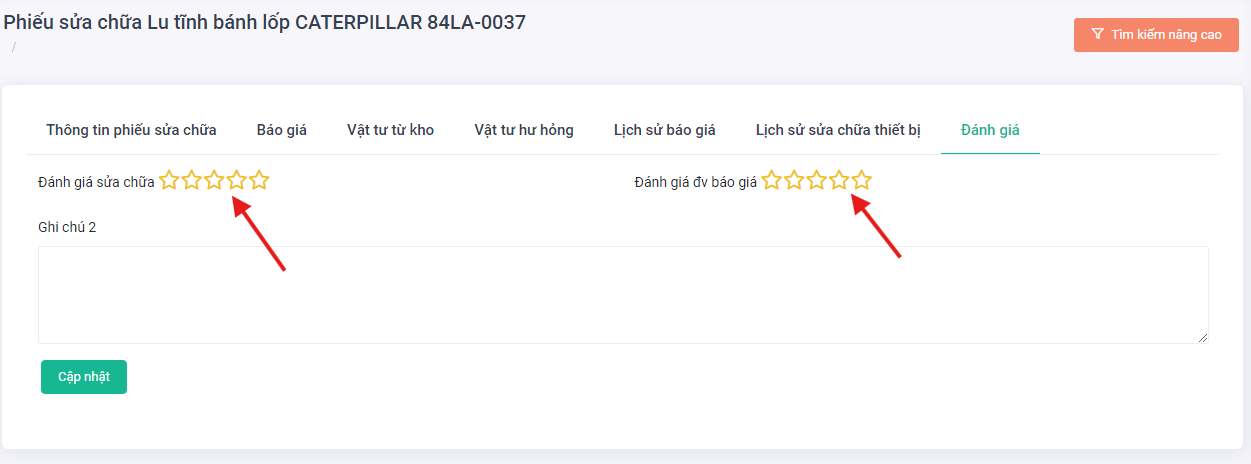 Phiếu sửa chữa Lu tĩnh bánh lốp CATERPILLAR 84LA-0037
/
Tìm kiếm nâng cao
Thông tin phiếu sửa chữa Báo giá Vật tư từ kho Vật tư hư hỏng Lịch sử báo giá Lịch sử sửa chữa thiết bị Đánh giá
Đánh giá sửa chữa Đánh giá đv báo giá
Ghi chú 2
Cập nhật